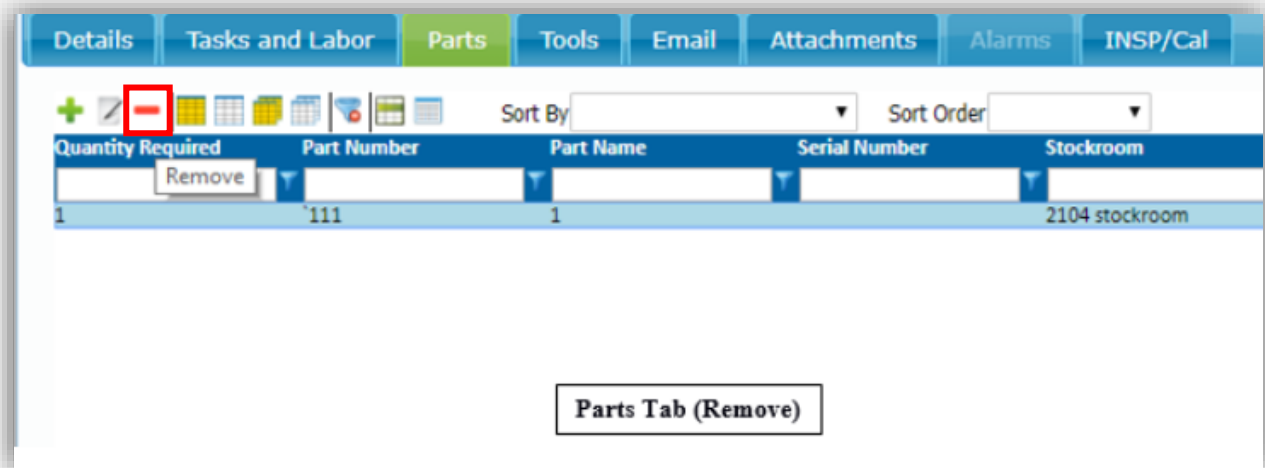 Details Tasks and Labor Parts Tools Email Attachments Alarms INSP/Cal
Sort By Sort Order
Quantity Required Part Number Part Name Serial Number Stockroom
Remove
1 `111 1 2104 stockroom
Parts Tab (Remove)